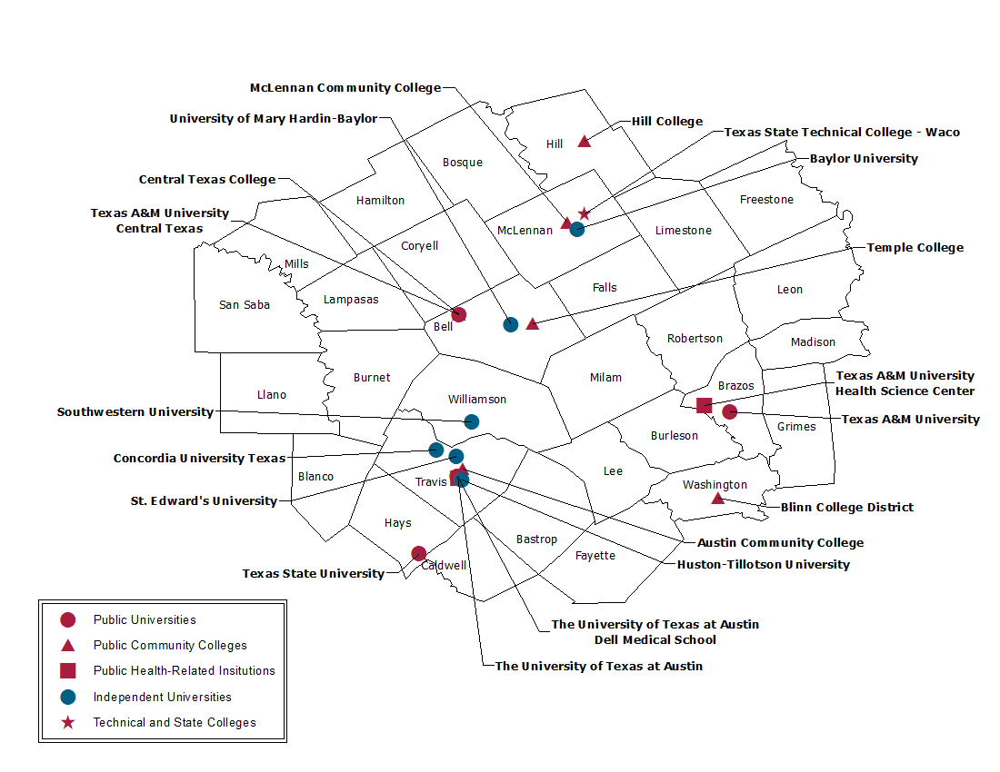 McLennan Community College
University of Mary Hardin-Baylor
Hill College
Texas State Technical College - Waco
Hill
Baylor University
Bosque
Central Texas College
Freestone
Hamilton
Texas A&M University
Central Texas
McLennan
Limestone
Coryell
Temple College
Mills
San Saba
Lampasas
Falls
Leon
Bell
Robertson
Madison
Burnet
Milam
Texas A&M University
Health Science Center
Brazos
Llano
Williamson
Southwestern University
Texas A&M University
Grimes
Burleson
Concordia University Texas
Blanco
Lee
Travis
Washington
St. Edward's University
Blinn College District
Hays
Bastrop
Austin Community College
Fayette
Caldwell
Huston-Tillotson University
Texas State University
The University of Texas at Austin
Dell Medical School
The University of Texas at Austin
Public Universities
Public Community Colleges
Public Health-Related Insitutions
Independent Universities
Technical and State Colleges